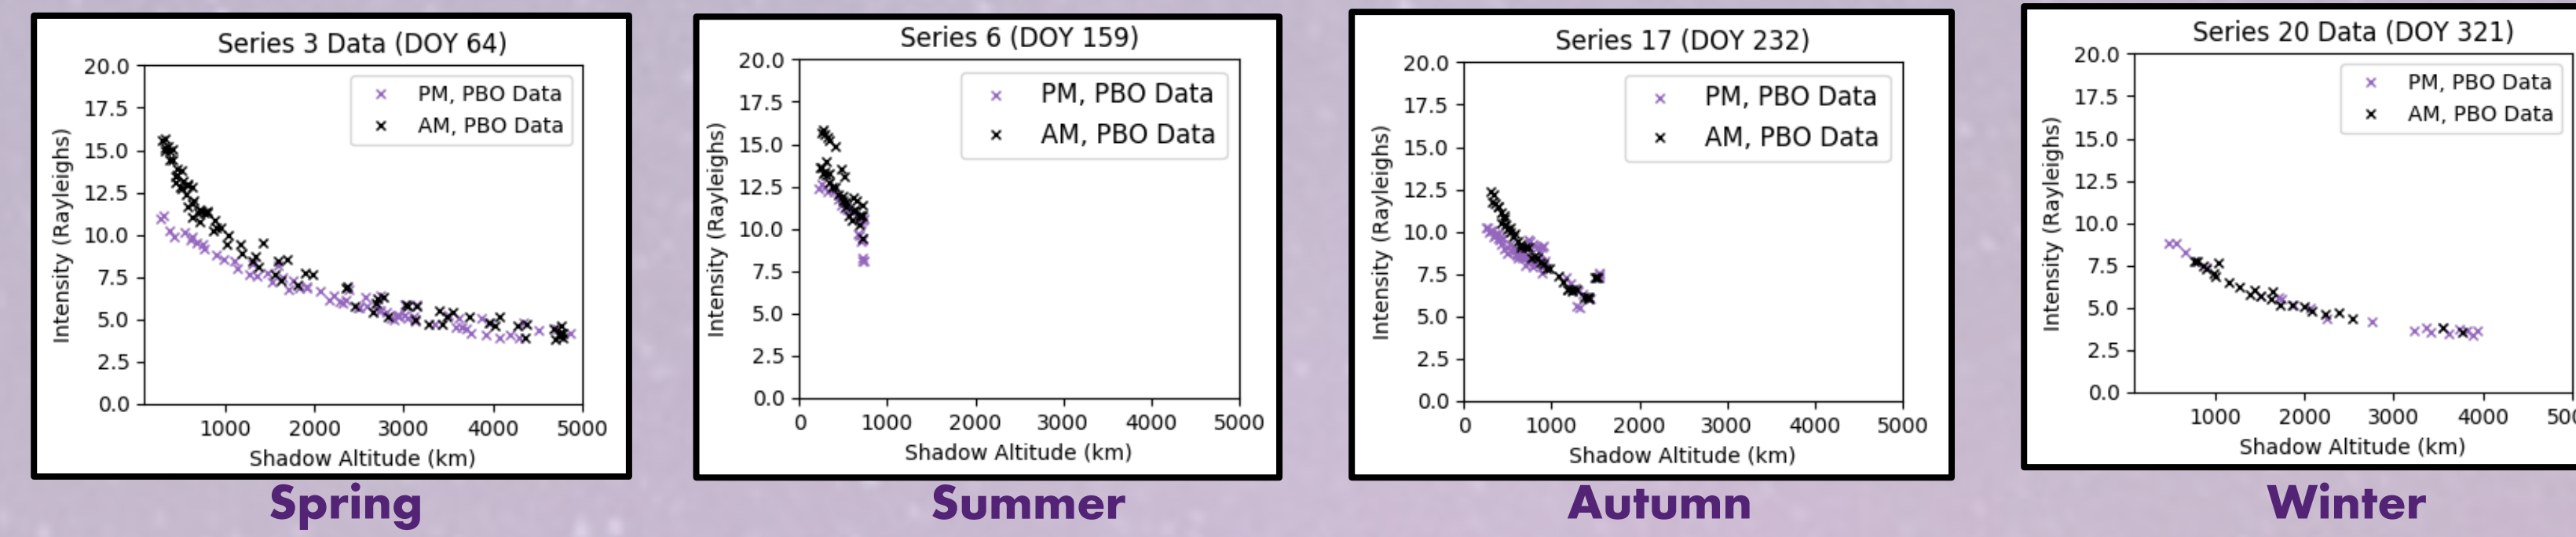 Series 3 Data (DOY 64)
20.0
17.5
15.0
12.5
10.0
7.5
5.0
2.5
0.0
Intensity (Rayleighs)
PM, PBO Data
AM, PBO Data
1000 2000 3000 4000 5000
Shadow Altitude (km)
Spring
Series 6 (DOY 159)
20.0
17.5
15.0
12.5
10.0
7.5
5.0
2.5
0.0
Intensity (Rayleighs)
PM, PBO Data
AM, PBO Data
0 1000 2000 3000 4000 5000
Shadow Altitude (km)
Summer
Series 17 (DOY 232)
20.0
17.5
15.0
12.5
10.0
7.5
5.0
2.5
0.0
Intensity (Rayleighs)
PM, PBO Data
AM, PBO Data
0 1000 2000 3000 4000 5000
Shadow Altitude (km)
Autumn
Series 20 Data (DOY 321)
20.0
17.5
15.0
12.5
10.0
7.5
5.0
2.5
0.0
Intensity (Rayleighs)
PM, PBO Data
AM, PBO Data
1000 2000 3000 4000
Shadow Altitude (km)
Winter